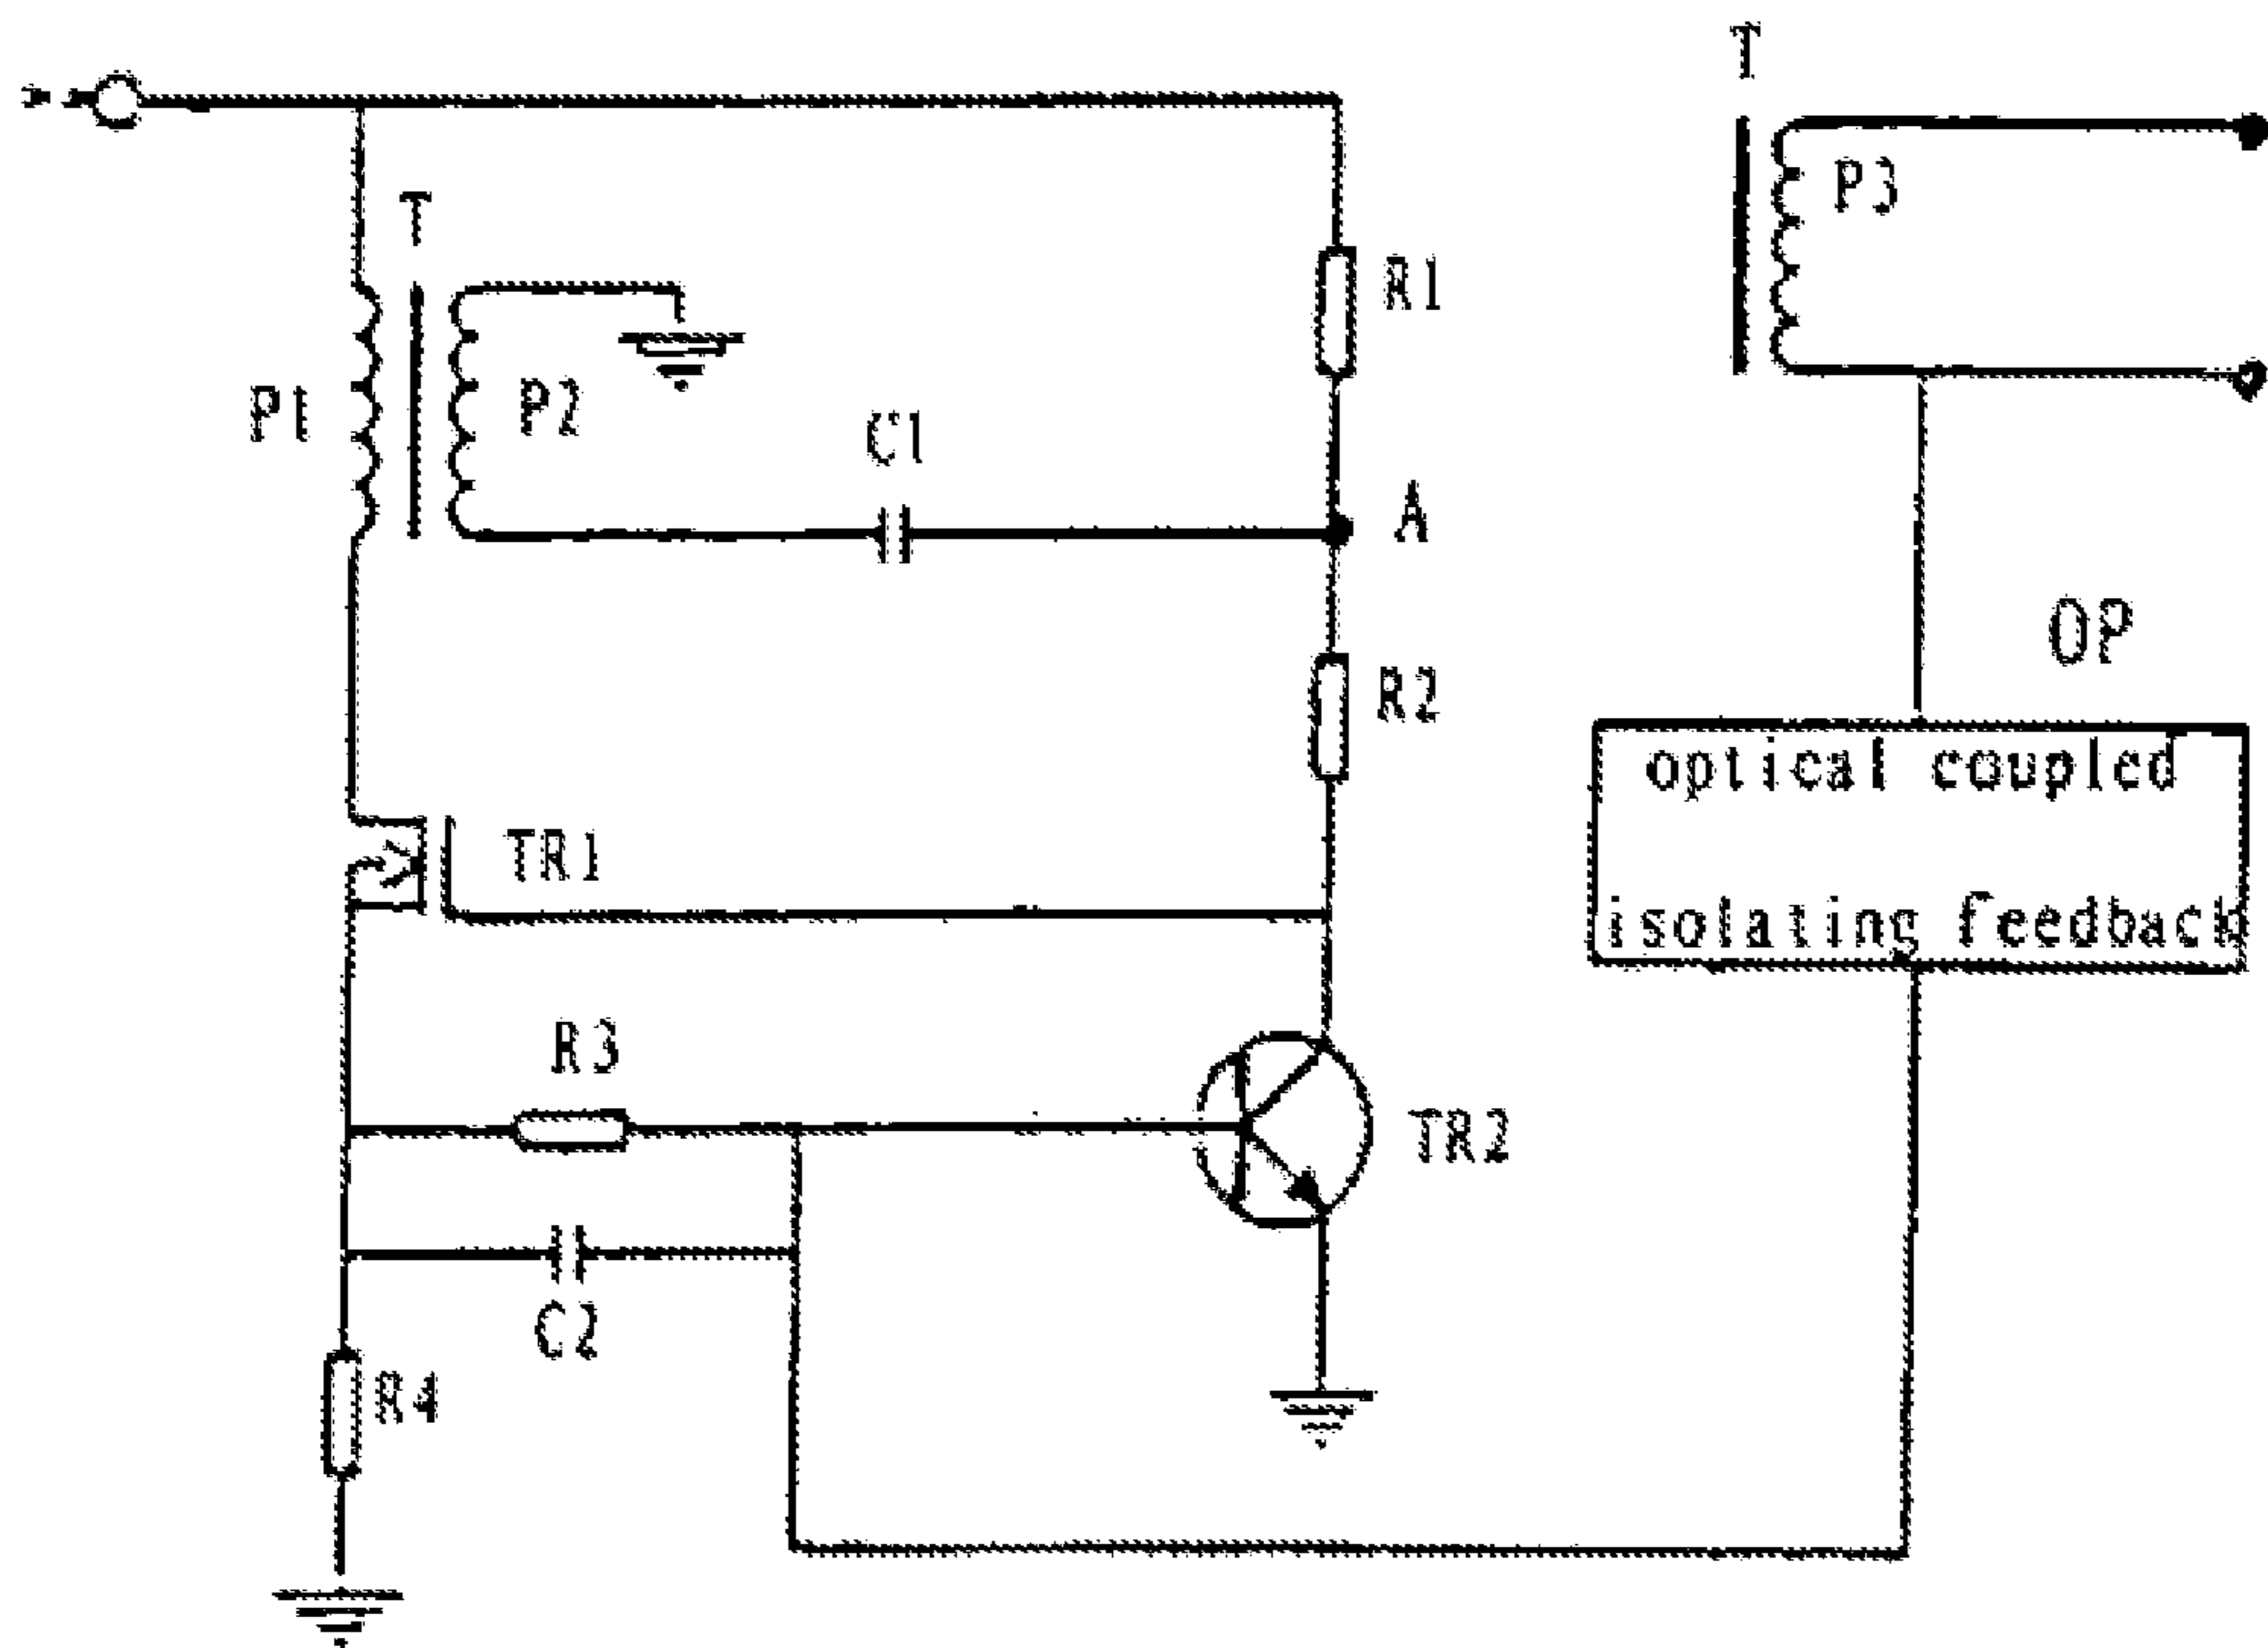 T
T
P3
R1
P1
P2
C1
A
OP
R2
optical coupled
TR1
isolating feedback
R3
TR2
C2
R4